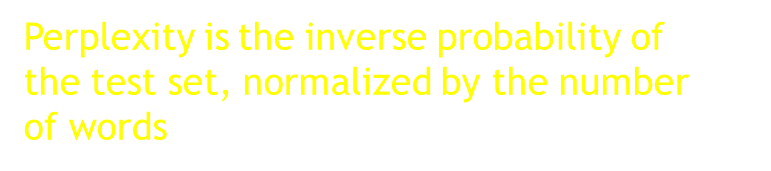 Perplexity is the inverse probability of
the test set, normalized by the number
of words